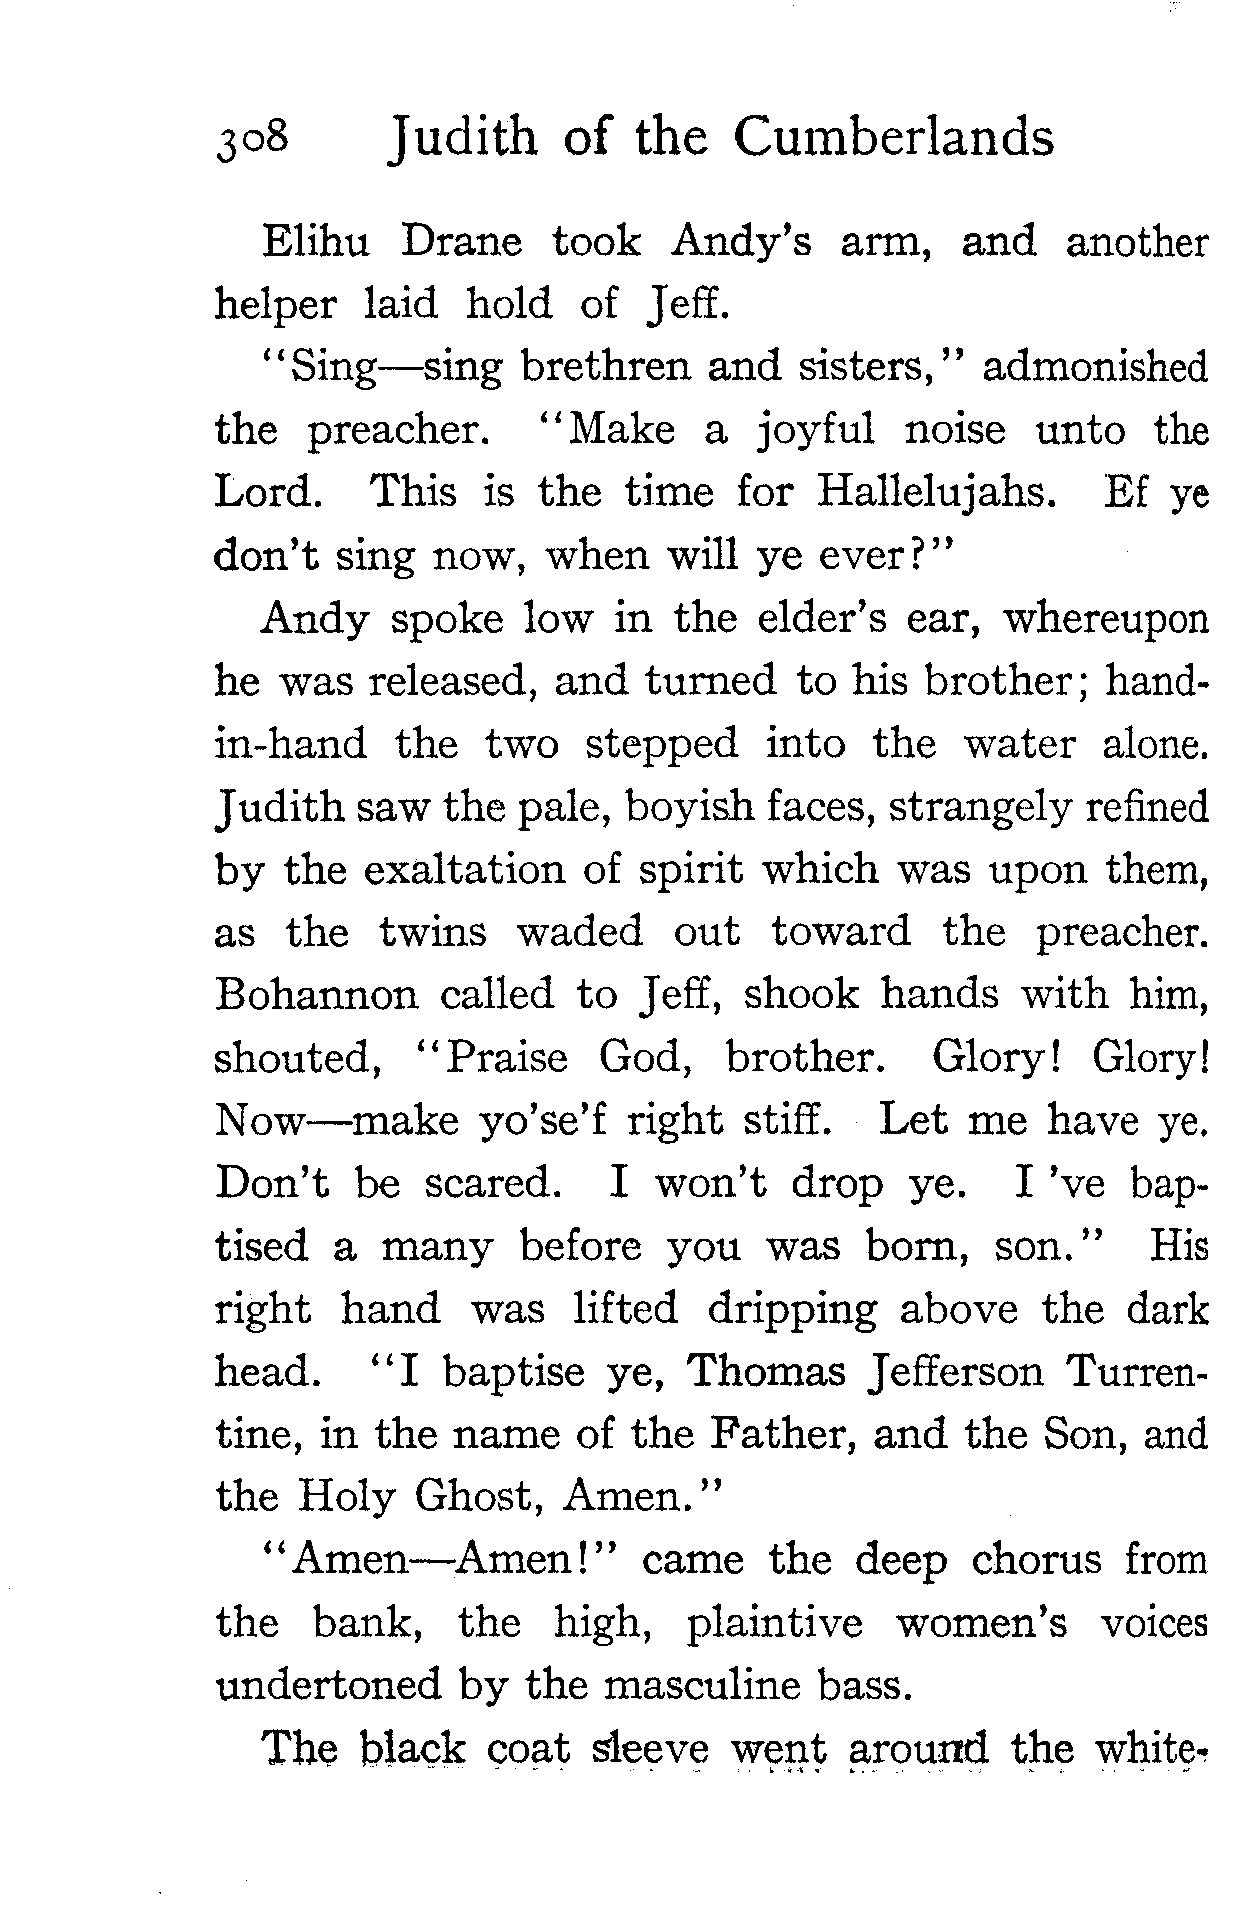 308 Judith of the Cumberlands
Elihu Drane took Andy's arm, and another
helper laid hold of Jeff.
"Sing—sing brethren and sisters," admonished
the preacher. "Make a joyful noise unto the
Lord. This is the time for Hallelujahs. Ef ye
don't sing now, when will ye ever?"
Andy spoke low in the elder's ear, whereupon
he was released, and turned to his brother; hand-
in-hand the two stepped into the water alone.
Judith saw the pale, boyish faces, strangely refined
by the exaltation of spirit which was upon them,
as the twins waded out toward the preacher.
Bohannon called to Jeff, shook hands with him,
shouted, "Praise God, brother. Glory! Glory!
Now—make yo'se'f right stiff. Let me have ye.
Don't be scared. I won't drop ye. I 've bap-
tised a many before you was born, son." His
right hand was lifted dripping above the dark
head. "I baptise ye, Thomas Jefferson Turren-
tine, in the name of the Father, and the Son, and
the Holy Ghost, Amen."
"Amen—Amen!" came the deep chorus from
the bank, the high, plaintive women's voices
undertoned by the masculine bass.
The black coat sleeve went around the white-